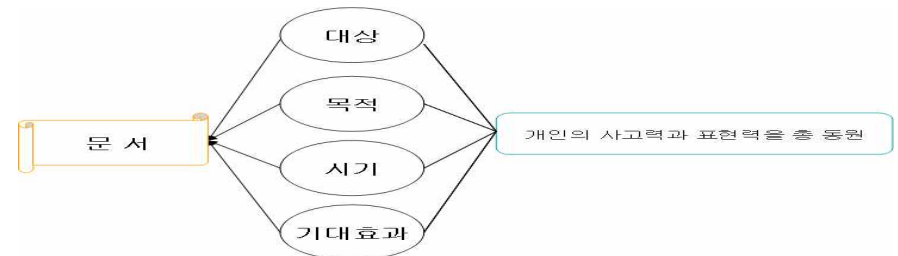 대상
목적
문 서
개인의 사고력과 표현력을 총 동원
시기
기대효과